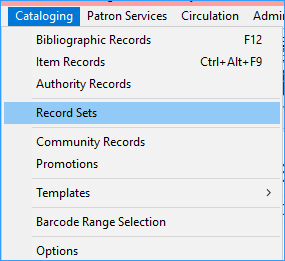 Cataloging Patron Services Circulation Admi
Bibliographic Records F12
Item Records Ctrl+Alt+F9
Authority Records
Record Sets
Community Records
Promotions
Templates
Barcode Range Selection
Options